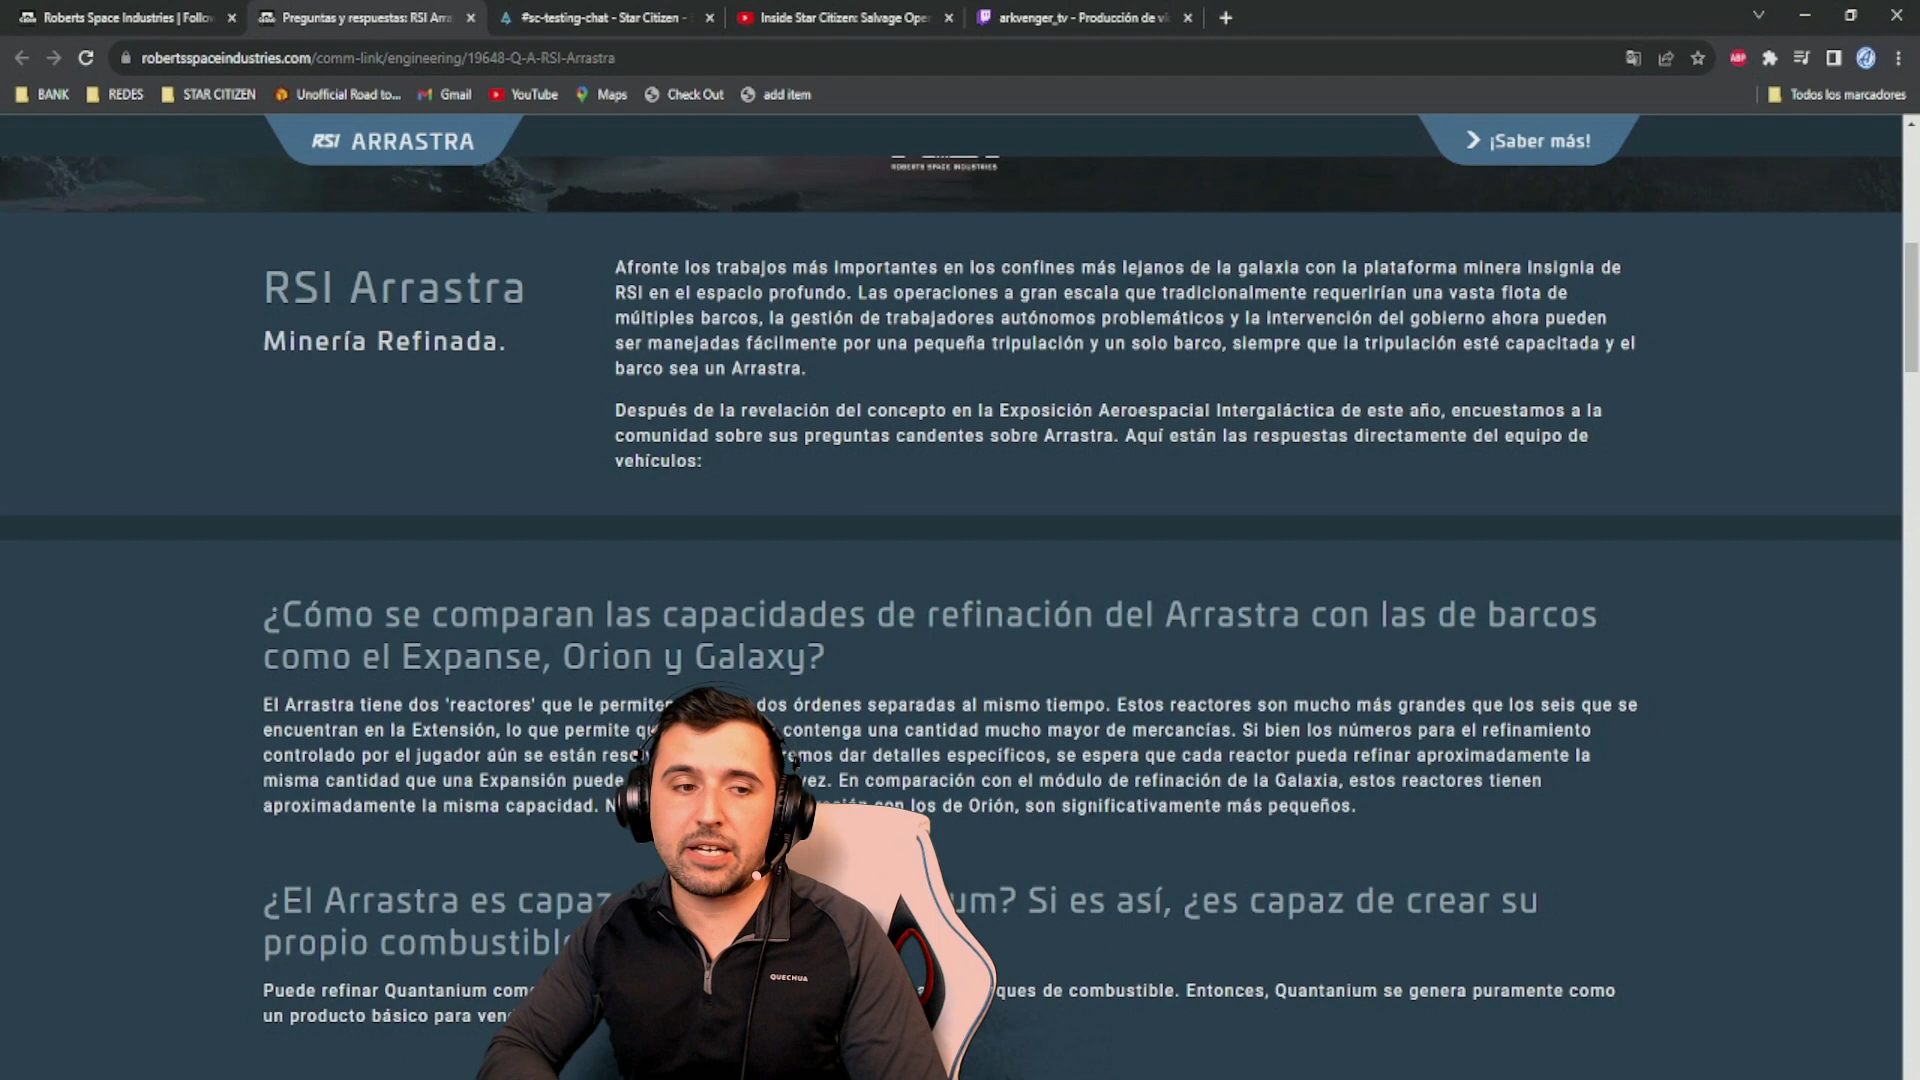 Roberts Space Industries | Follow
Preguntas y respuestas: RSI Arra
#sc-testing-chat - Star Citizen -
Inside Star Citizen: Salvage Oper
arkvenger_tv - Producción de vi
robertsspaceindustries.com/comm-link/engineering/19648-Q-A-RSI-Arrastra
ABP
BANK
REDES
STAR CITIZEN
Unofficial Road to...
Gmail
YouTube
Maps
Check Out
add item
Todos los marcadores
RSI ARRASTRA
¡Saber más!
ROBERTS SPACE INDUSTRIES
RSI Arrastra
Minería Refinada.
Afronte los trabajos más importantes en los confines más lejanos de la galaxia con la plataforma minera insignia de
RSI en el espacio profundo. Las operaciones a gran escala que tradicionalmente requerirían una vasta flota de
múltiples barcos, la gestión de trabajadores autónomos problemáticos y la intervención del gobierno ahora pueden
ser manejadas fácilmente por una pequeña tripulación y un solo barco, siempre que la tripulación esté capacitada y el
barco sea un Arrastra.
Después de la revelación del concepto en la Exposición Aeroespacial Intergaláctica de este año, encuestamos a la
comunidad sobre sus preguntas candentes sobre Arrastra. Aquí están las respuestas directamente del equipo de
vehículos:
¿Cómo se comparan las capacidades de refinación del Arrastra con las de barcos
como el Expanse, Orion y Galaxy?
El Arrastra tiene dos 'reactores' que le permiten dos órdenes separadas al mismo tiempo. Estos reactores son mucho más grandes que los seis que se
encuentran en la Extensión, lo que permite contenga una cantidad mucho mayor de mercancías. Si bien los números para el refinamiento
controlado por el jugador aún se están dar detalles específicos, se espera que cada reactor pueda refinar aproximadamente la
misma cantidad que una Expansión puede vez. En comparación con el módulo de refinación de la Galaxia, estos reactores tienen
aproximadamente la misma capacidad. con los de Orión, son significativamente más pequeños.
¿El Arrastra es capaz um? Si es así, ¿es capaz de crear su
propio combustible
Puede refinar Quantanium como ques de combustible. Entonces, Quantanium se genera puramente como
un producto básico para vend
QUECHUA